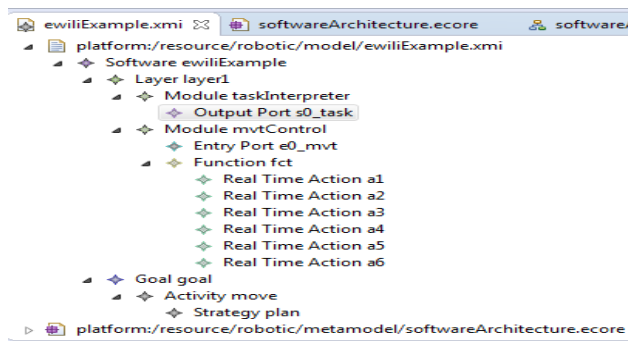 ewiliExample.xmi softwareArchitecture.ecore software
platform:/resource/robotic/model/ewiliExample.xmi
Software ewiliExample
Layer layer1
Module taskInterpreter
Output Port s0_task
Module mvtControl
Entry Port e0_mvt
Function fct
Real Time Action a1
Real Time Action a2
Real Time Action a3
Real Time Action a4
Real Time Action a5
Real Time Action a6
Goal goal
Activity move
Strategy plan
platform:/resource/robotic/metamodel/softwareArchitecture.ecore